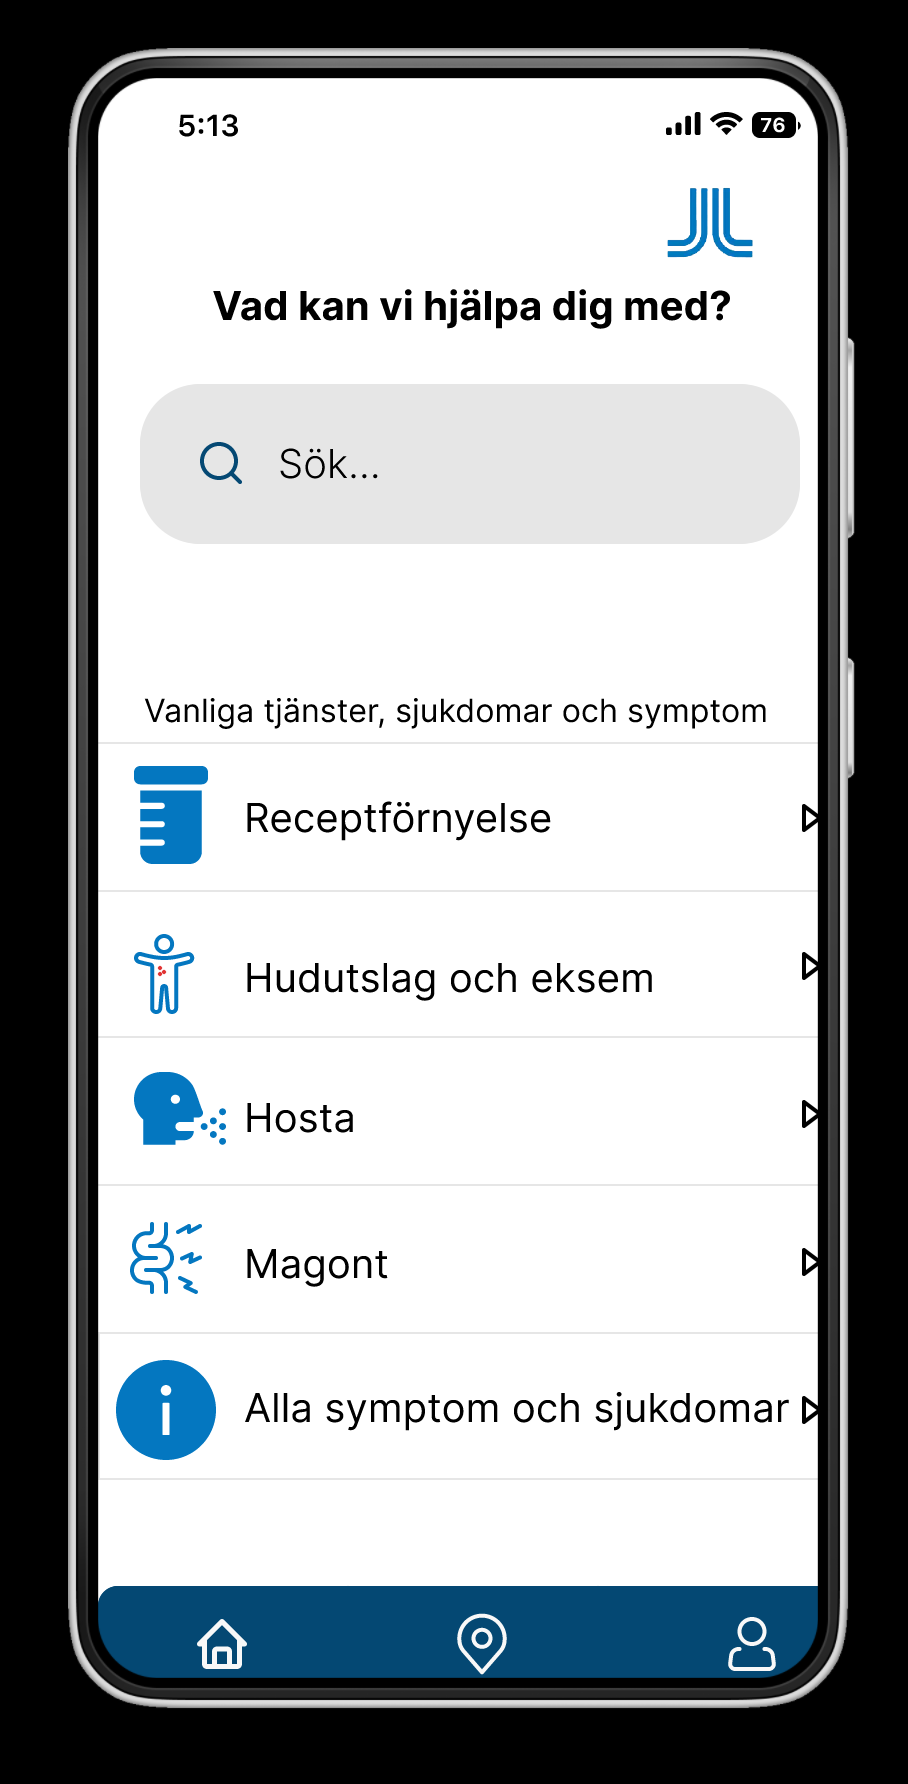 5:13
76
Vad kan vi hjälpa dig med?
Sök...
Vanliga tjänster, sjukdomar och symptom
Receptförnyelse
Hudutslag och eksem
Hosta
Magont
i
Alla symptom och sjukdomar